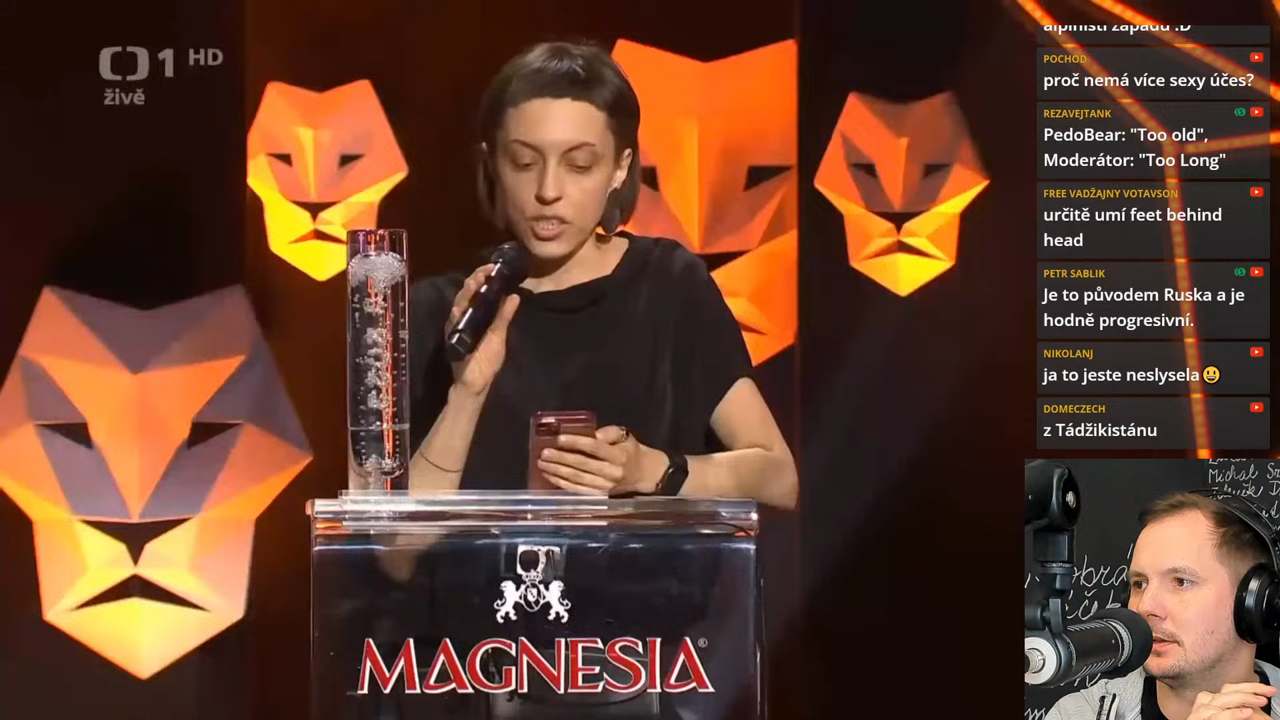 1 HD
živě
MAGNESIA®
alpinisti západu :D
POCHOD
proč nemá více sexy účes?
REZAVEJTANK
PedoBear: "Too old",
Moderátor: "Too Long"
FREE VADŽAJNY VOTAVSON
určitě umí feet behind
head
PETR SABLIK
Je to původem Ruska a je
hodně progresivní.
NIKOLANJ
ja to jeste neslysela😃
DOMECZECH
z Tádžikistánu
Michal